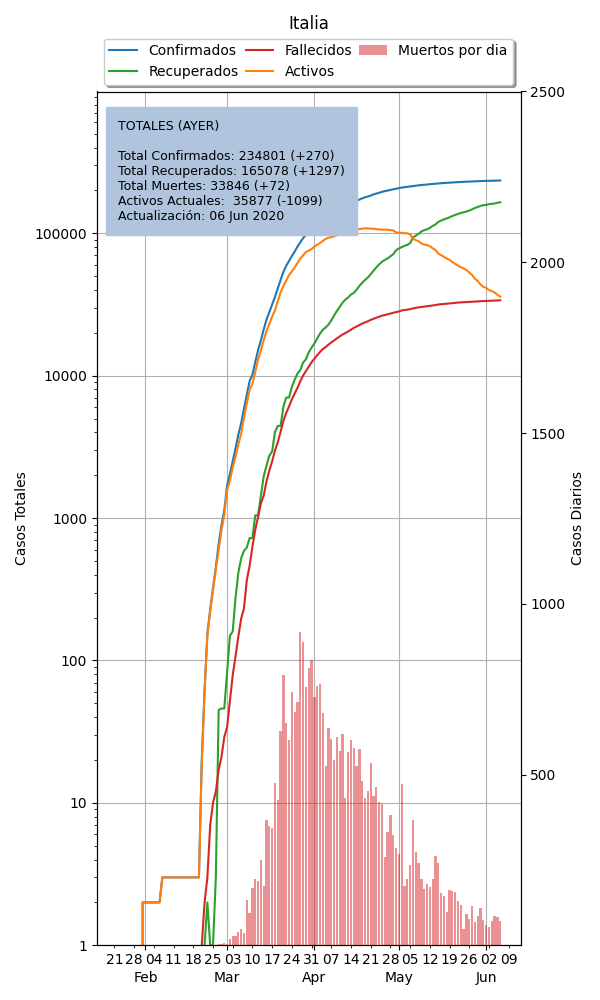 Italia
Confirmados Fallecidos Muertos por dia
Recuperados Activos
TOTALES (AYER)
Total Confirmados: 234801 (+270)
Total Recuperados: 165078 (+1297)
Total Muertes: 33846 (+72)
Activos Actuales:  35877 (-1099)
Actualización: 06 Jun 2020
Casos Totales
100000
10000
1000
100
10
1
Casos Diarios
2500
2000
1500
1000
500
21 28 04 11 18 25 03 10 17 24 31 07 14 21 28 05 12 19 26 02 09
Feb Mar Apr May Jun